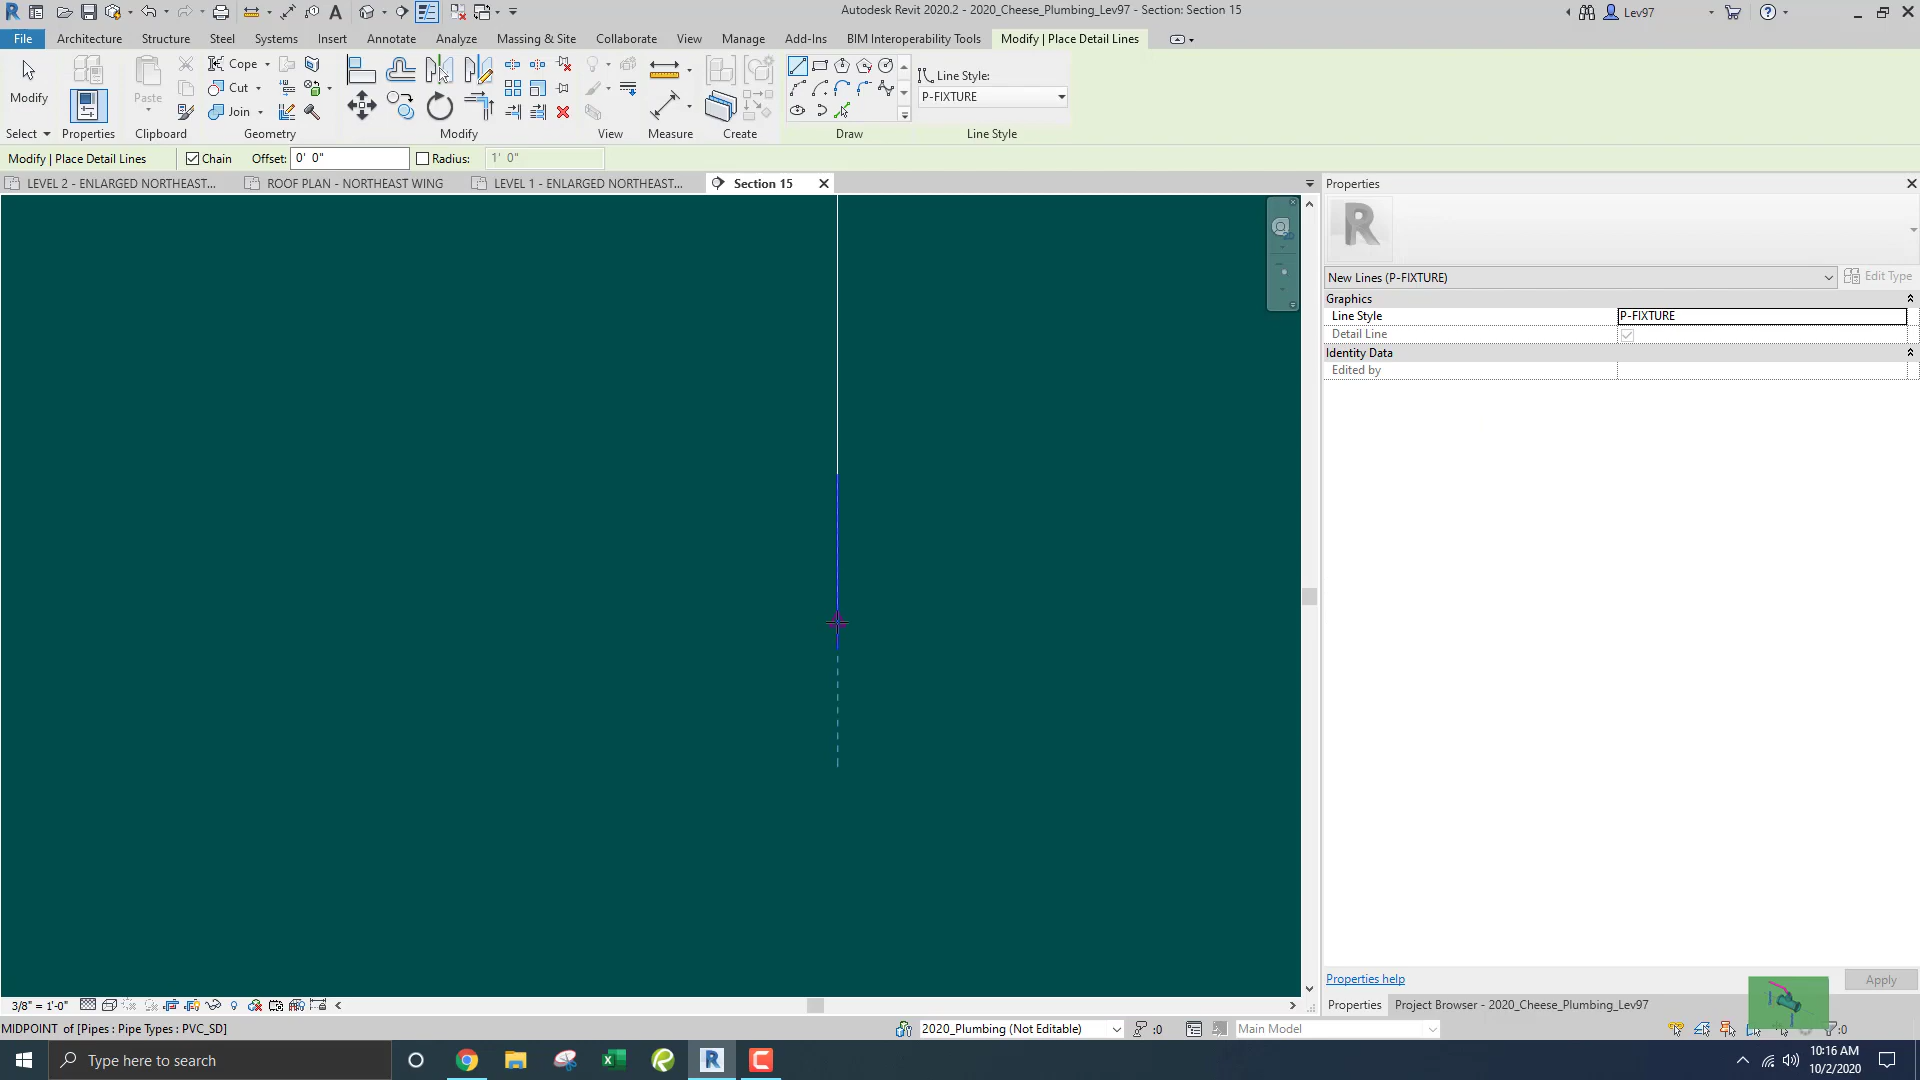 Autodesk Revit 2020.2 - 2020_Cheese_Plumbing_Lev97 - Section: Section 15
Lev97
File Architecture Structure Steel Systems Insert Annotate Analyze Massing & Site Collaborate View Manage Add-Ins BIM Interoperability Tools Modify | Place Detail Lines
Modify
Paste
Cope
Cut
Join
Line Style:
P-FIXTURE
Select Properties Clipboard Geometry Modify View Measure Create Draw Line Style
Modify | Place Detail Lines Chain Offset: 0' 0" Radius: 1' 0"
LEVEL 2 - ENLARGED NORTHEAST... ROOF PLAN - NORTHEAST WING LEVEL 1 - ENLARGED NORTHEAST... Section 15
Properties
New Lines (P-FIXTURE) Edit Type
Graphics
Line Style P-FIXTURE
Detail Line
Identity Data
Edited by
Properties help Apply
Properties Project Browser - 2020_Cheese_Plumbing_Lev97
3/8" = 1'-0"
MIDPOINT of [Pipes : Pipe Types : PVC_SD] 2020_Plumbing (Not Editable) :0 Main Model :0
Type here to search
10:16 AM
10/2/2020